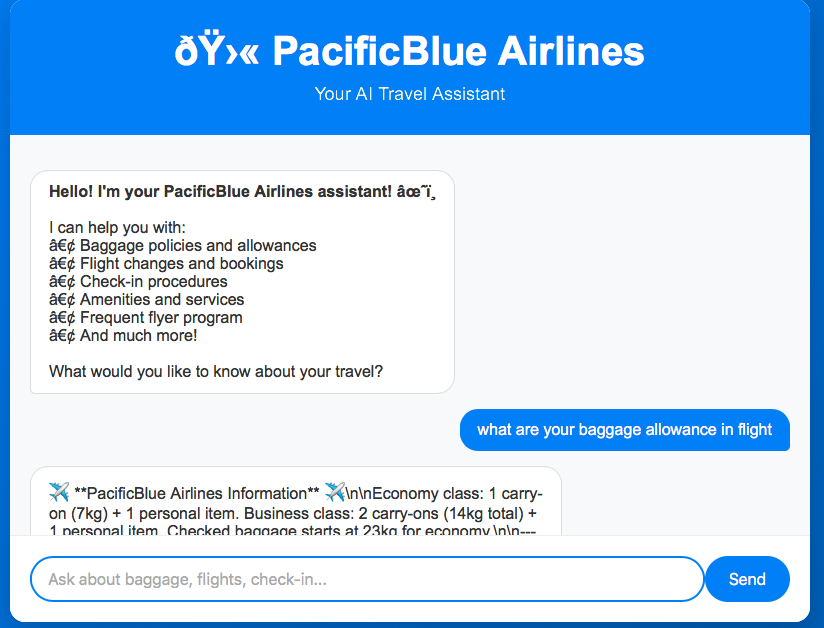 ðŸ›« PacificBlue Airlines
Your AI Travel Assistant
Hello! I'm your PacificBlue Airlines assistant! âœˆï¸
I can help you with:
â€¢ Baggage policies and allowances
â€¢ Flight changes and bookings
â€¢ Check-in procedures
â€¢ Amenities and services
â€¢ Frequent flyer program
â€¢ And much more!
What would you like to know about your travel?
what are your baggage allowance in flight
✈️ **PacificBlue Airlines Information** ✈️\n\nEconomy class: 1 carry-
on (7kg) + 1 personal item. Business class: 2 carry-ons (14kg total) +
1 personal item. Checked baggage starts at 23kg for economy.\n\n---
Ask about baggage, flights, check-in...
Send